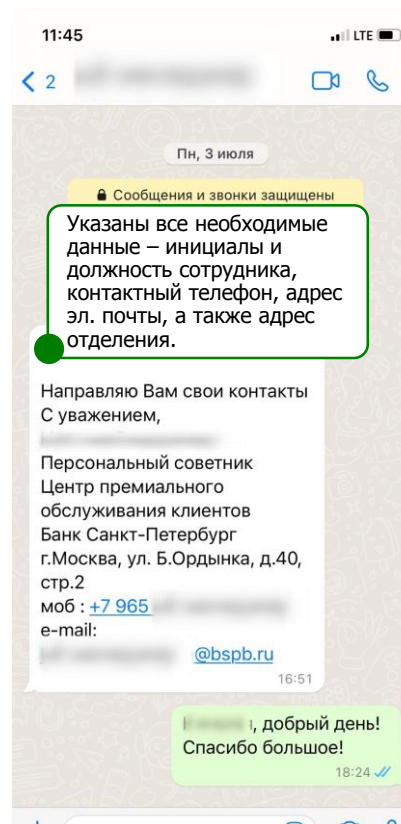 11:45
LTE
2
Пн, 3 июля
Сообщения и звонки защищены
Указаны все необходимые
данные – инициалы и
должность сотрудника,
контактный телефон, адрес
эл. почты, а также адрес
отделения.
Направляю Вам свои контакты
С уважением,
Персональный советник
Центр премиального
обслуживания клиентов
Банк Санкт-Петербург
г.Москва, ул. Б.Ордынка, д.40,
стр.2
моб : +7 965
e-mail:
@bspb.ru
16:51
, добрый день!
Спасибо большое!
18:24